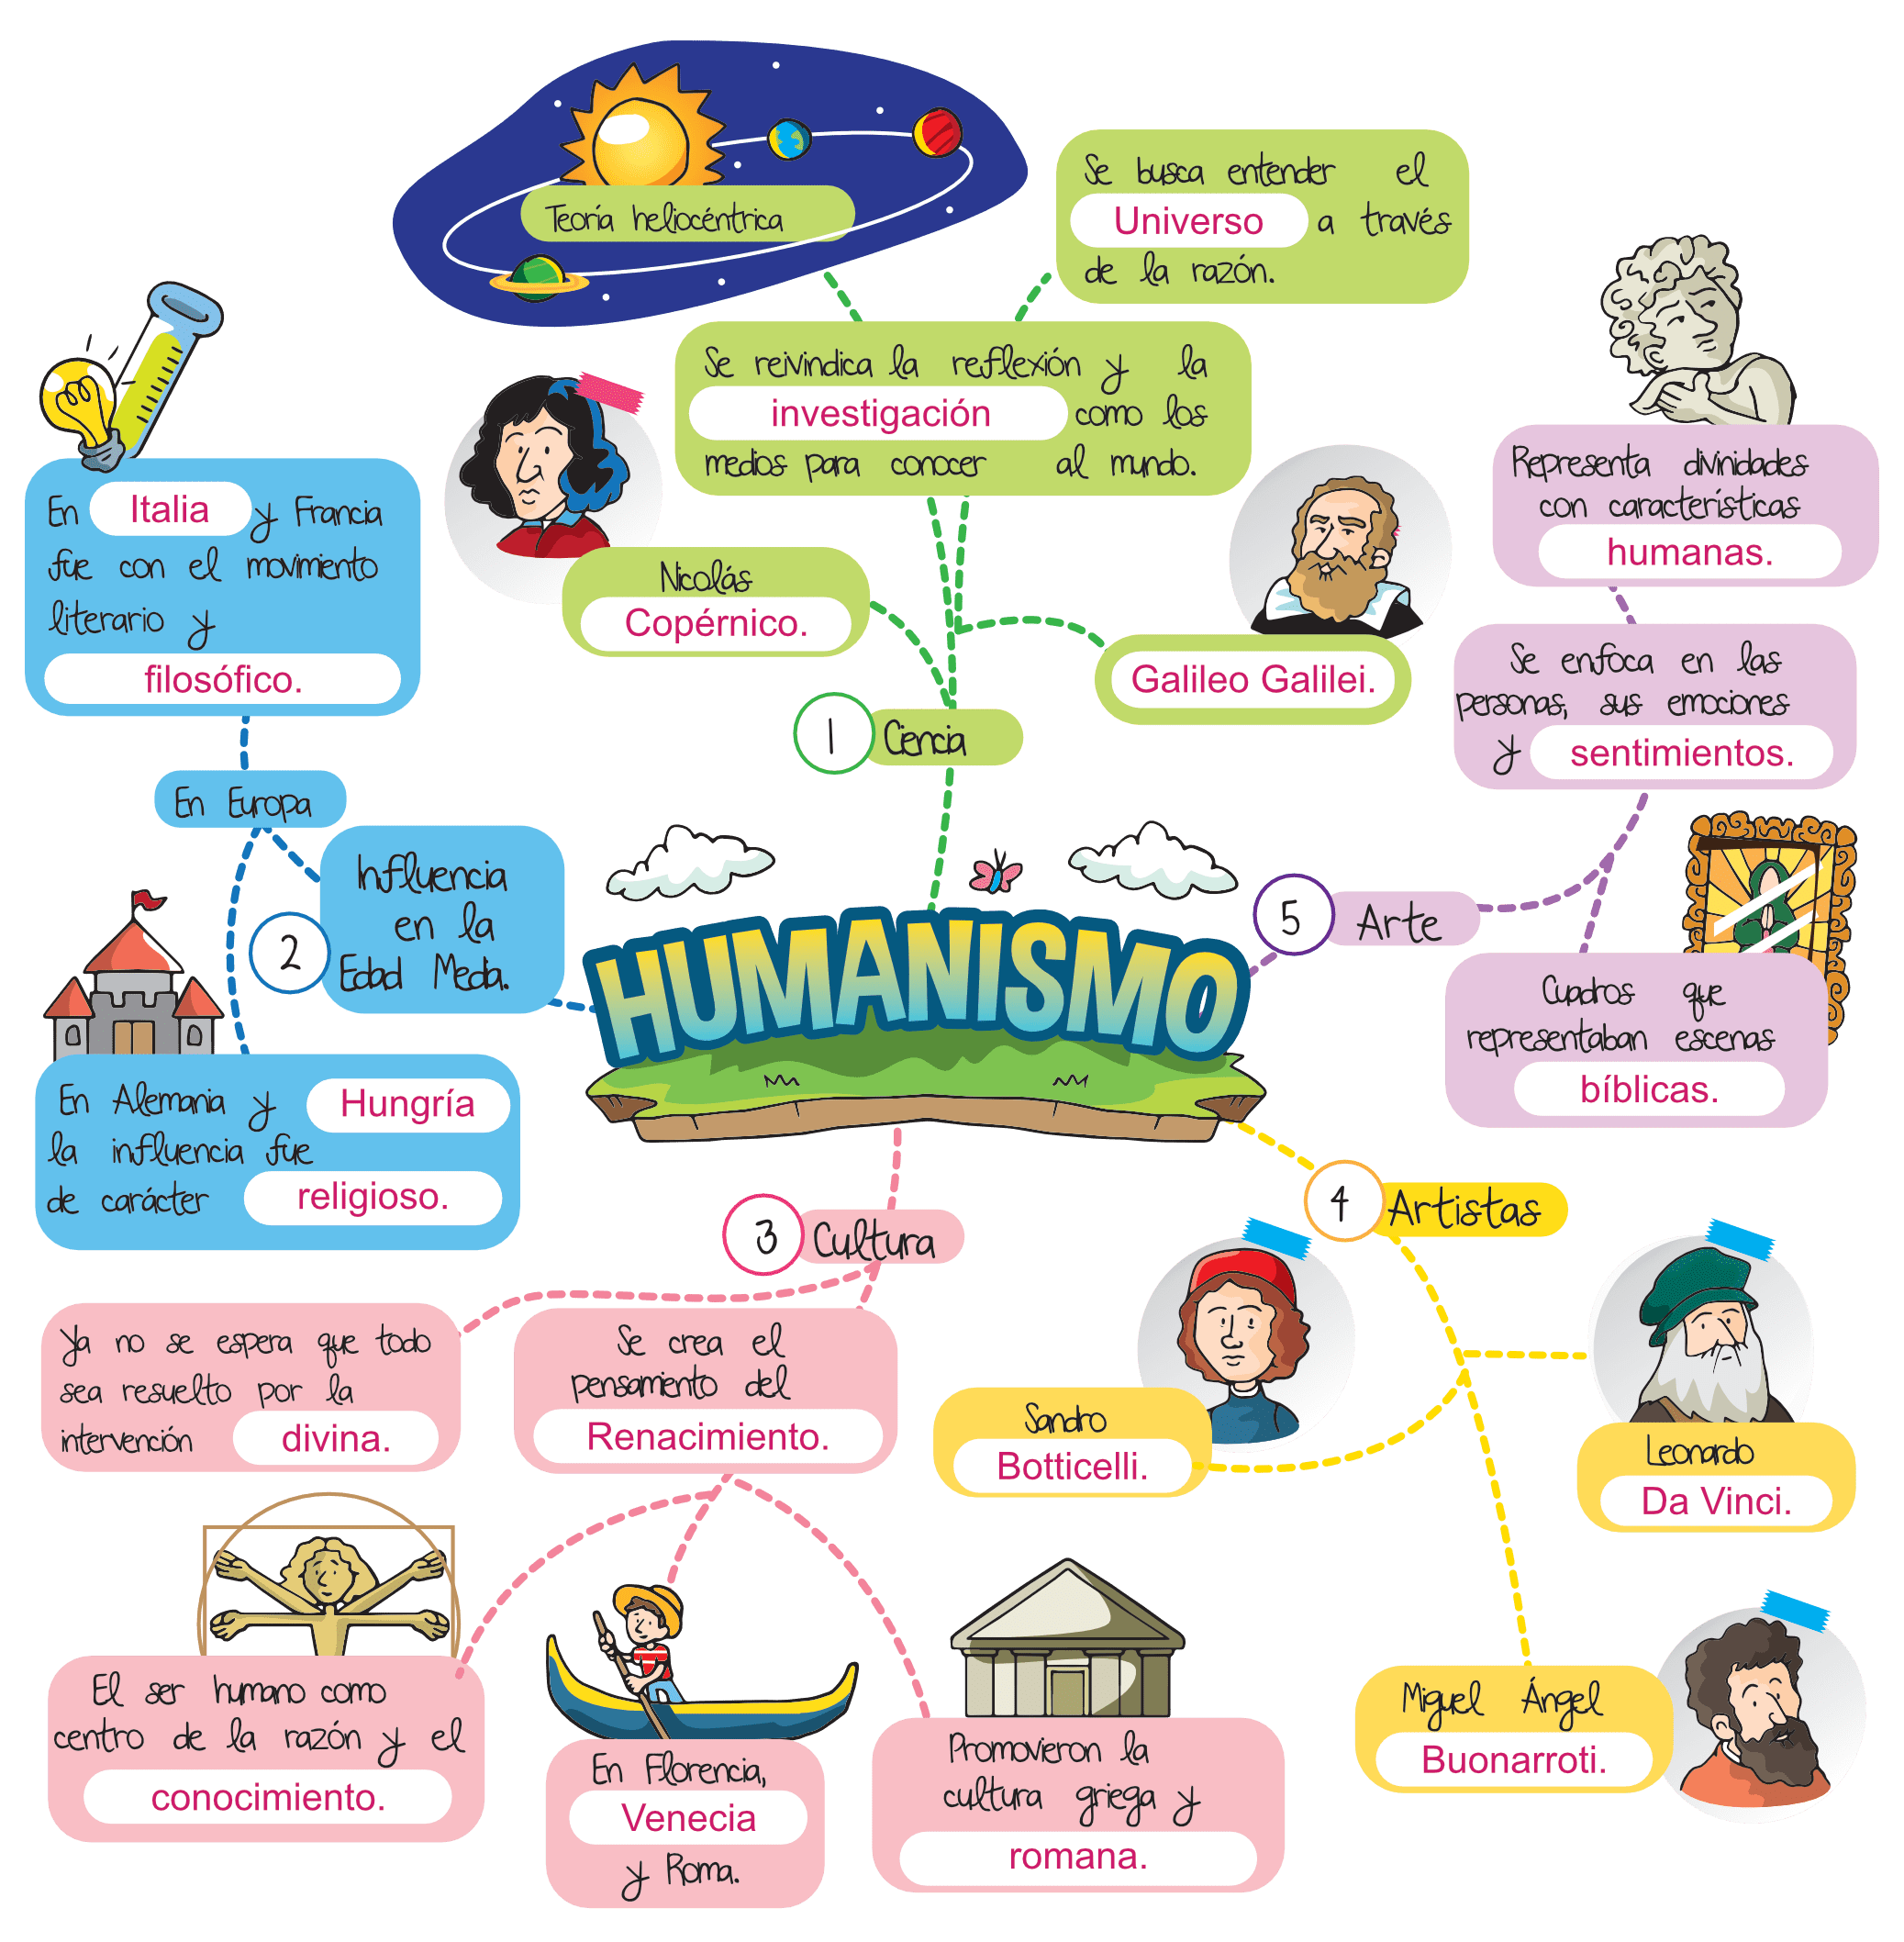 HUMANISMO
1 Ciencia
Nicolás
Copérnico.
Galileo Galilei.
Se reivindica la reflexión y la
investigación como los
medios para conocer al mundo.
Teoría heliocéntrica
Se busca entender el
Universo a través
de la razón.
2
Influencia
en la
Edad Media.
En Europa
En Italia y Francia
fue con el movimiento
literario y
filosófico.
En Alemania y Hungría
la influencia fue
de carácter religioso.
3 Cultura
Ya no se espera que todo
sea resuelto por la
intervención divina.
Se crea el
pensamiento del
Renacimiento.
El ser humano como
centro de la razón y el
conocimiento.
En Florencia,
Venecia
y Roma.
Promovieron la
cultura griega y
romana.
4 Artistas
Sandro
Botticelli.
Leonardo
Da Vinci.
Miguel Ángel
Buonarroti.
5 Arte
Se enfoca en las
personas, sus emociones
y sentimientos.
Representa divinidades
con características
humanas.
Cuadros que
representaban escenas
bíblicas.